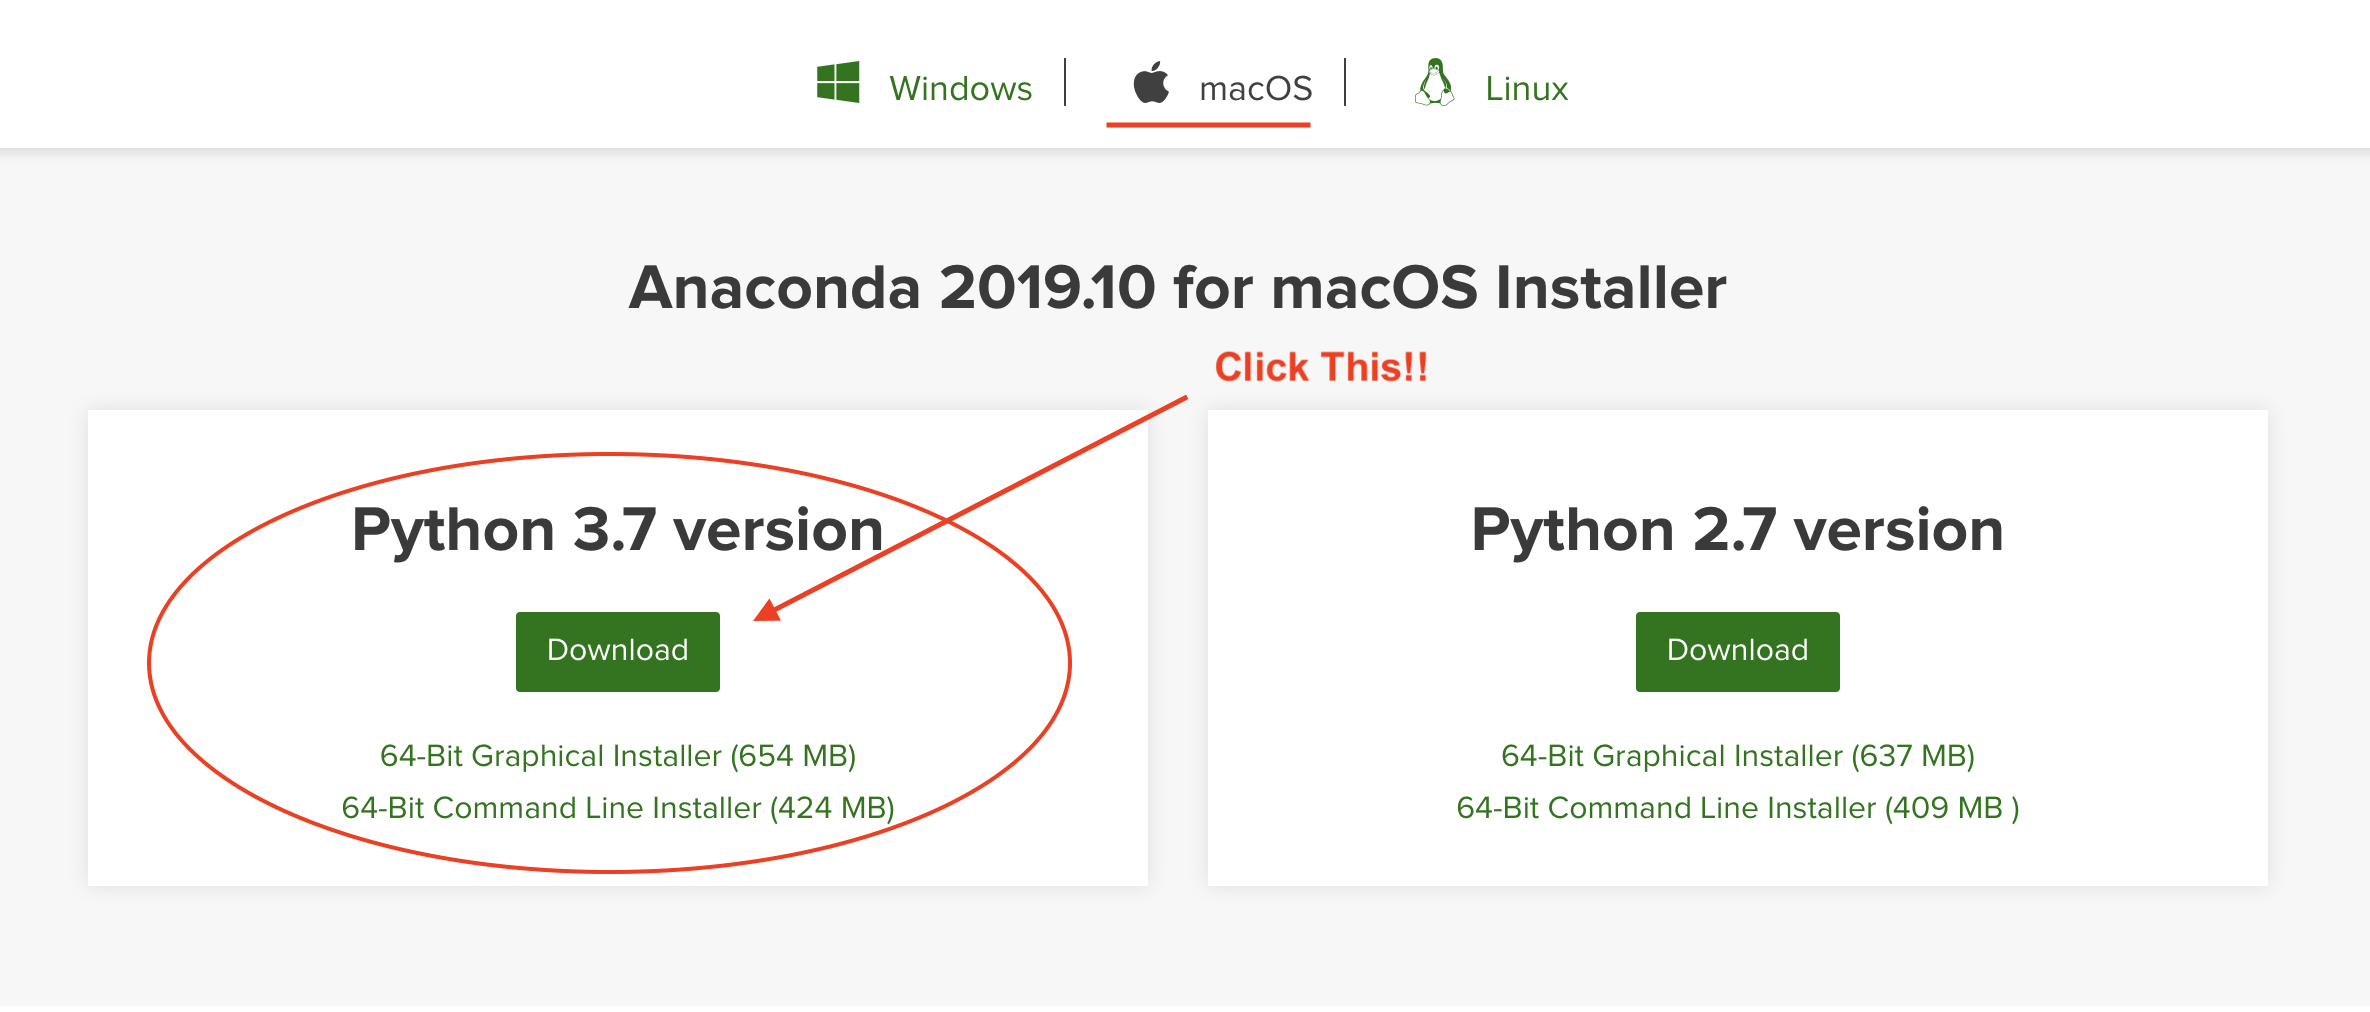 Windows | macOS | Linux
Anaconda 2019.10 for macOS Installer
Click This!!
Python 3.7 version
Download
64-Bit Graphical Installer (654 MB)
64-Bit Command Line Installer (424 MB)
Python 2.7 version
Download
64-Bit Graphical Installer (637 MB)
64-Bit Command Line Installer (409 MB )